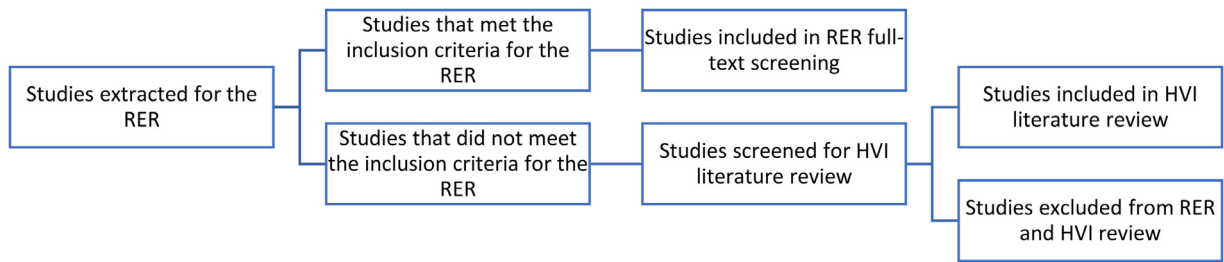 Studies extracted for the
RER
Studies that met the
inclusion criteria for the
RER
Studies included in RER full-
text screening
Studies that did not meet
the inclusion criteria for the
RER
Studies screened for HVI
literature review
Studies included in HVI
literature review
Studies excluded from RER
and HVI review